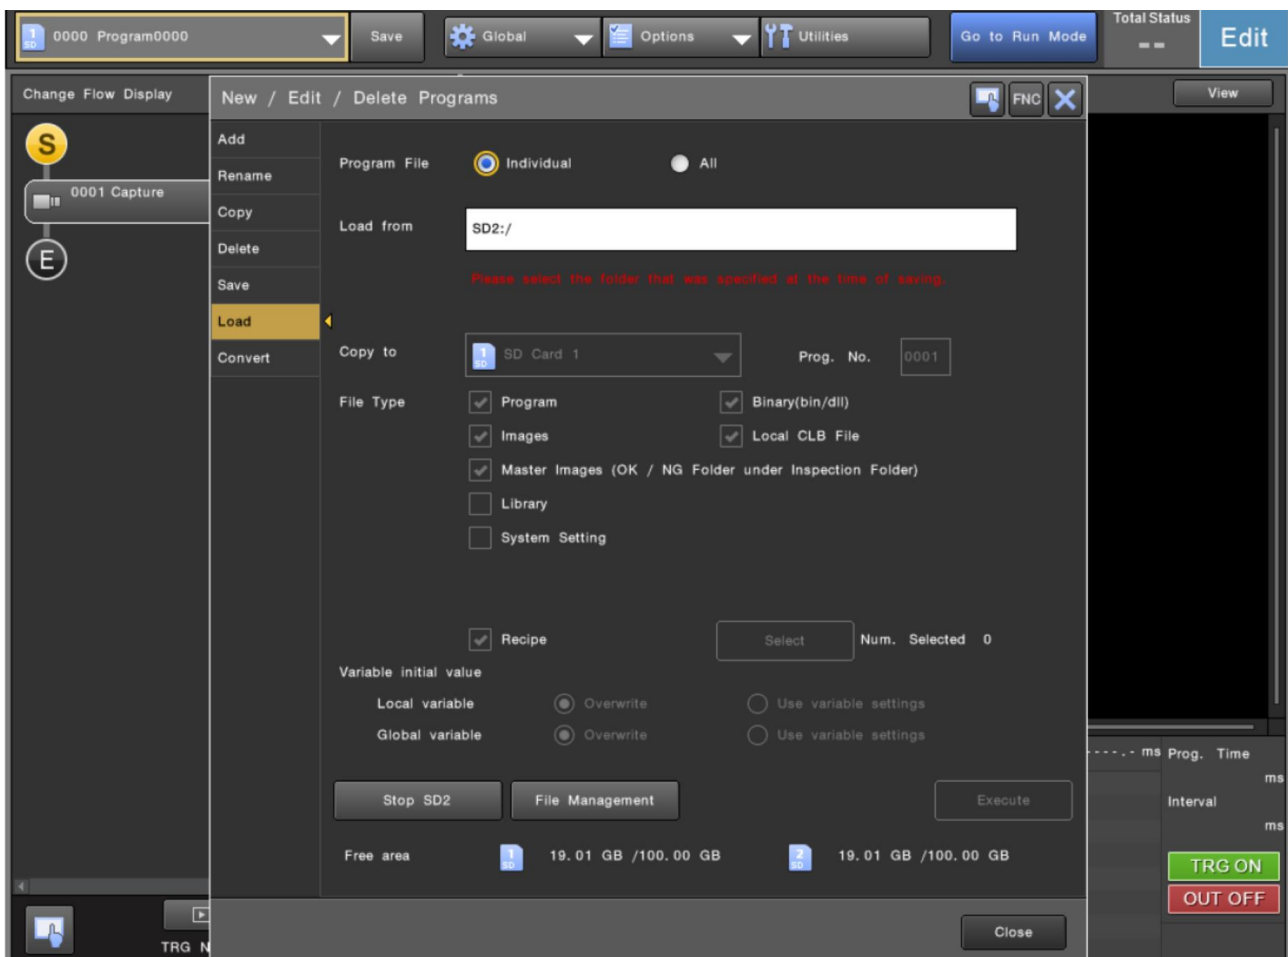 0000 Program0000
Save
Global
Options
Utilities
Go to Run Mode
Total Status
--
Edit
Change Flow Display
New / Edit / Delete Programs
FNC
View
S
0001 Capture
E
Add
Rename
Copy
Delete
Save
Load
Convert
Program File
Individual
All
Load from
SD2:/
Please select the folder that was specified at the time of saving.
Copy to
1 SD
SD Card 1
Prog. No.
0001
File Type
Program
Binary(bin/dll)
Images
Local CLB File
Master Images (OK / NG Folder under Inspection Folder)
Library
System Setting
Recipe
Select
Num. Selected 0
Variable initial value
Local variable
Overwrite
Use variable settings
Global variable
Overwrite
Use variable settings
Stop SD2
File Management
Execute
Free area
1 SD
19.01 GB /100.00 GB
2 SD
19.01 GB /100.00 GB
Close
----.- ms
Prog. Time
ms
Interval
ms
TRG ON
OUT OFF
TRG N